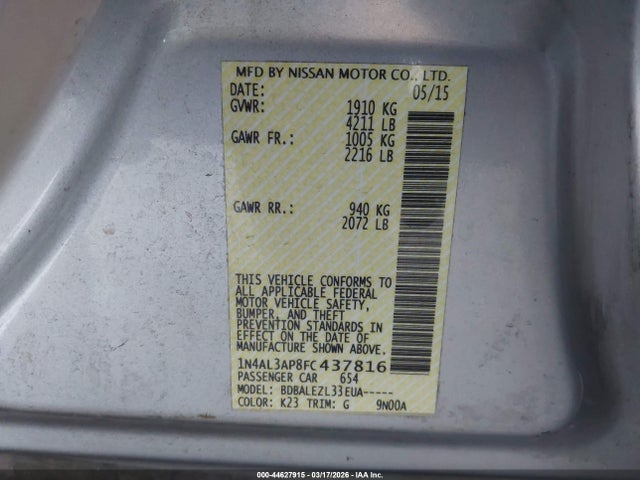 MFD BY NISSAN MOTOR CO., LTD.
DATE: 05/15
GVWR: 1910 KG
4211 LB
GAWR FR.: 1005 KG
2216 LB
GAWR RR.: 940 KG
2072 LB
THIS VEHICLE CONFORMS TO
ALL APPLICABLE FEDERAL
MOTOR VEHICLE SAFETY,
BUMPER, AND THEFT
PREVENTION STANDARDS IN
EFFECT ON THE DATE OF
MANUFACTURE SHOWN ABOVE.
1N4AL3AP8FC437816
PASSENGER CAR 654
MODEL: BDBALEZL33EUA-----
COLOR: K23 TRIM: G 9N00A
000-44627915 - 03/17/2026 - IAA Inc.